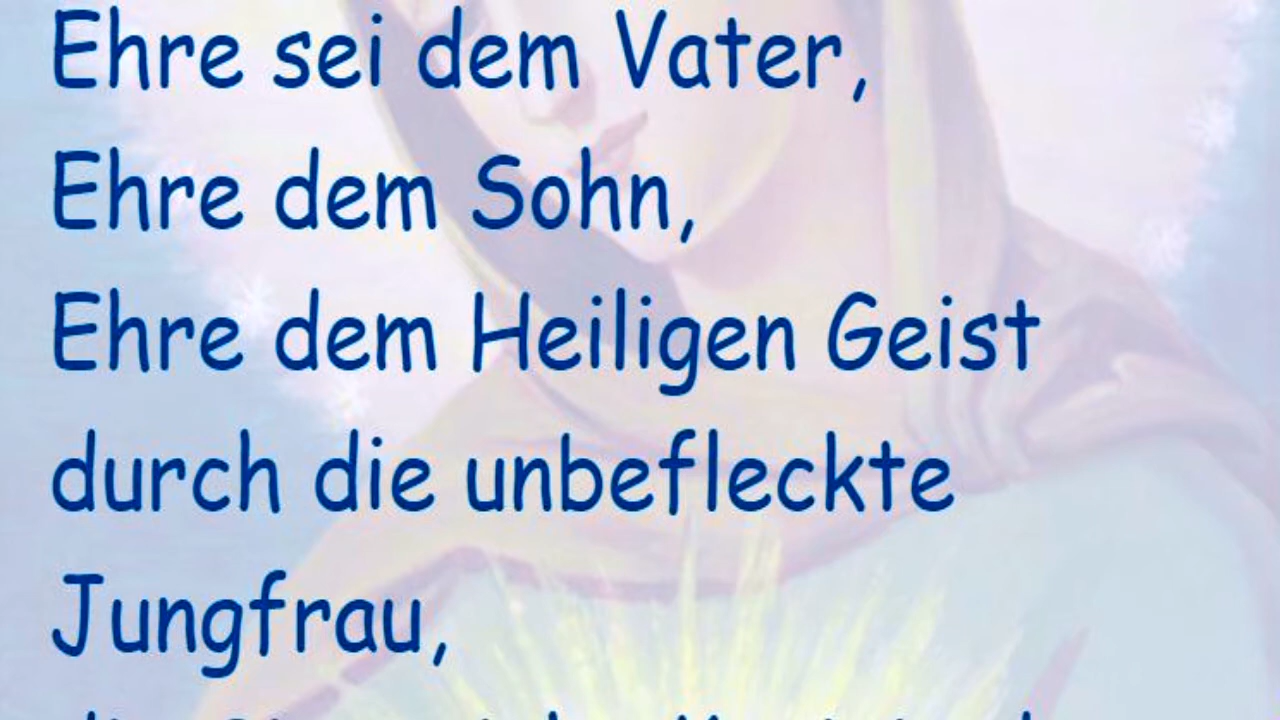 Ehre sei dem Vater,
Ehre dem Sohn,
Ehre dem Heiligen Geist
durch die unbefleckte
Jungfrau,